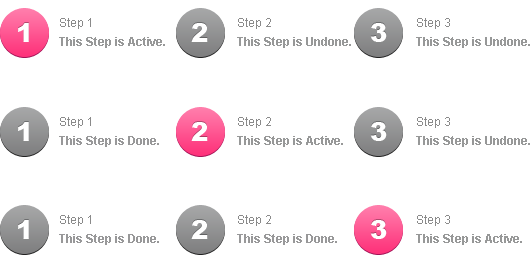 1 Step 1 2 Step 2 3 Step 3
This Step is Active. This Step is Undone. This Step is Undone.
1 Step 1 2 Step 2 3 Step 3
This Step is Done. This Step is Active. This Step is Undone.
1 Step 1 2 Step 2 3 Step 3
This Step is Done. This Step is Done. This Step is Active.